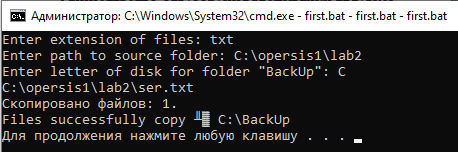 Администратор: C:\Windows\System32\cmd.exe - first.bat - first.bat - first.bat
Enter extension of files: txt
Enter path to source folder: C:\opersis1\lab2
Enter letter of disk for folder "BackUp": C
C:\opersis1\lab2\ser.txt
Скопировано файлов: 1.
Files successfully copy ╨▓ C:\BackUp
Для продолжения нажмите любую клавишу . . .